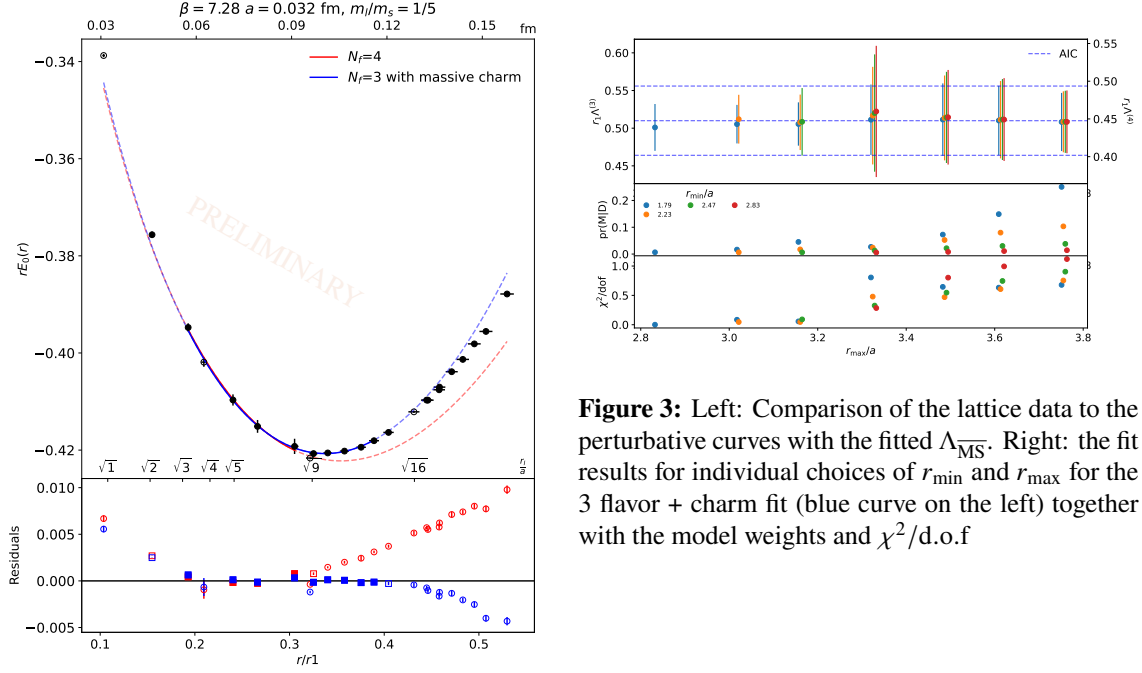 β = 7.28 a = 0.032 fm, m_l/m_s = 1/5
0.03 0.06 0.09 0.12 0.15 fm
N_f=4
N_f=3 with massive charm
PRELIMINARY
rE_0(r)
−0.34
−0.36
−0.38
−0.40
−0.42
√1 √2 √3 √4 √5 √9 √16 r_i/a
Residuals
0.010
0.005
0.000
−0.005
0.1 0.2 0.3 0.4 0.5
r/r1
AIC
r_1Λ^(3)
0.60
0.55
0.50
0.45
r_1Λ^(4)
0.55
0.50
0.45
0.40
pr(M|D)
0.2
0.1
0.0
r_min/a
1.79 2.47 2.83
2.23
8
χ²/dof
0.5
0.0
8
2.8 3.0 3.2 3.4 3.6 3.8
r_max/a
Figure 3: Left: Comparison of the lattice data to the
perturbative curves with the fitted Λ_M̅S̅. Right: the fit
results for individual choices of r_min and r_max for the
3 flavor + charm fit (blue curve on the left) together
with the model weights and χ²/d.o.f